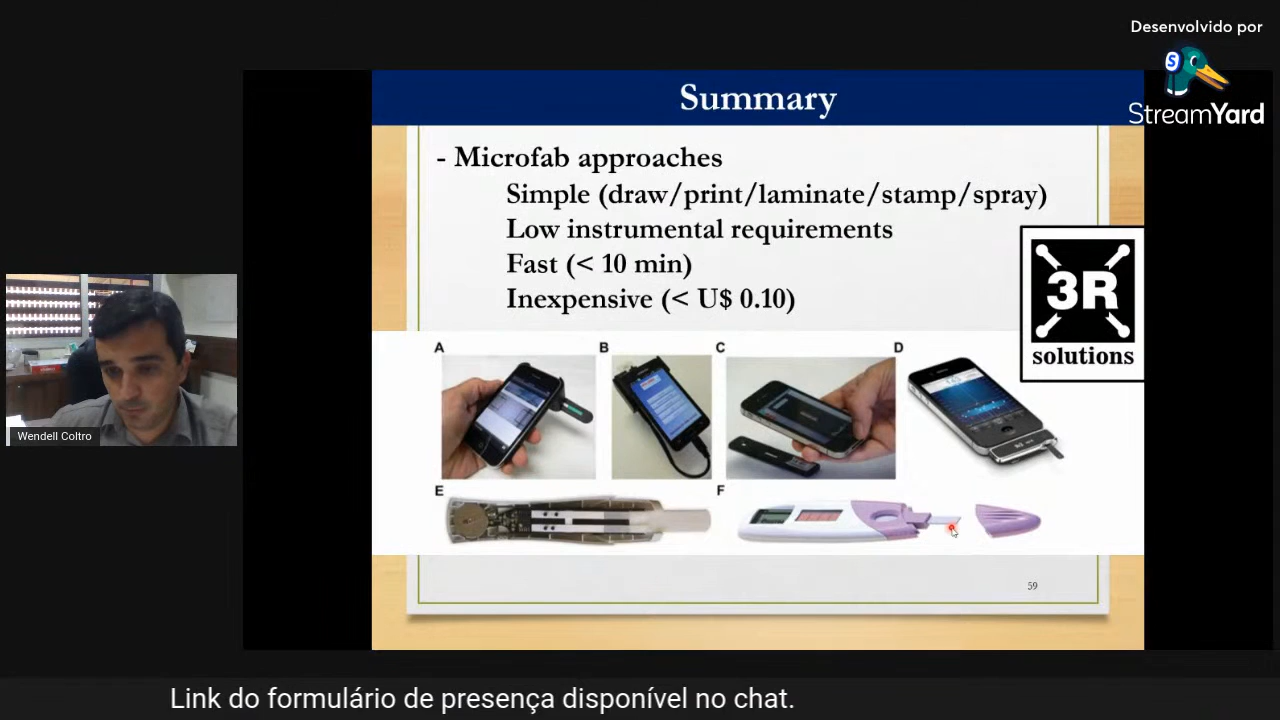 Desenvolvido por
StreamYard
Summary
- Microfab approaches
Simple (draw/print/laminate/stamp/spray)
Low instrumental requirements
Fast (< 10 min)
Inexpensive (< U$ 0.10)
3R
solutions
A
B
C
D
E
F
59
Wendell Coltro
Link do formulário de presença disponível no chat.